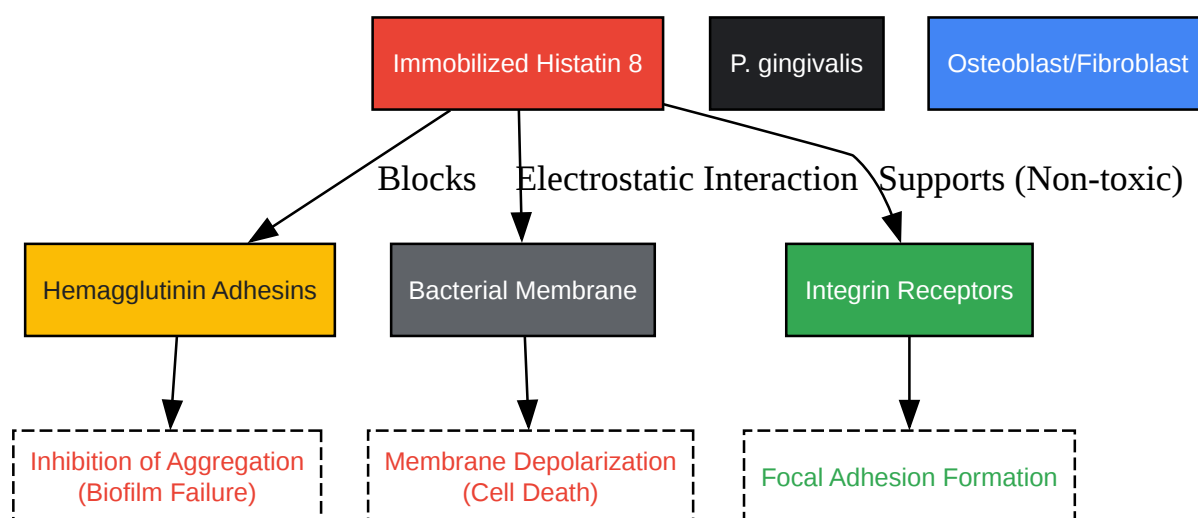 Immobilized Histatin 8
P. gingivalis
Osteoblast/Fibroblast
Blocks
Electrostatic Interaction
Supports (Non-toxic)
Hemagglutinin Adhesins
Bacterial Membrane
Integrin Receptors
Inhibition of Aggregation
(Biofilm Failure)
Membrane Depolarization
(Cell Death)
Focal Adhesion Formation